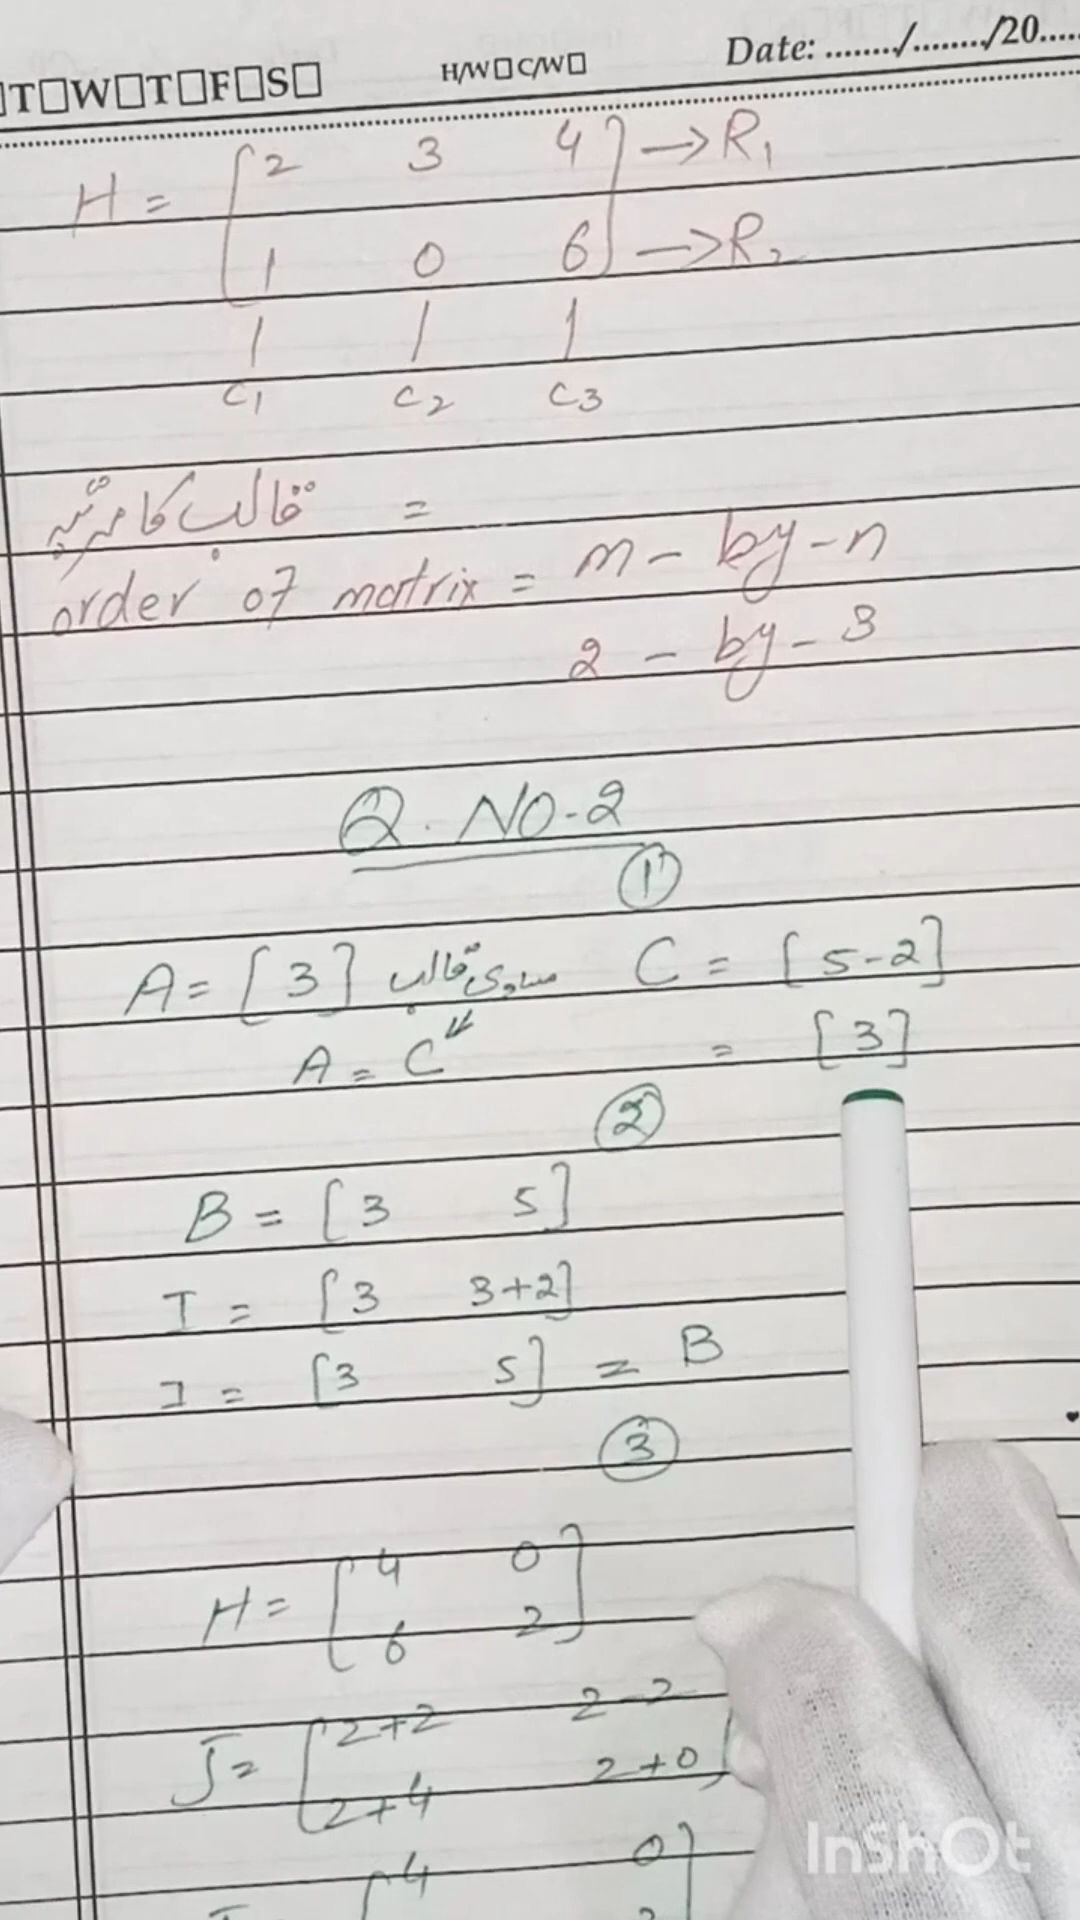 T□W□T□F□S□ H/W□C/W□ Date: ......./......./20.....
H = [2 3 4] → R₁
[1 0 6] → R₂
| | |
C₁ C₂ C₃
قالب کا مرتبہ =
order of matrix = m - by - n
2 - by - 3
Q. NO-2
①
A = [3] مساوی قالب C = [5-2]
A = C = [3]
②
B = [3 5]
I = [3 3+2]
I = [3 5] = B
③
H = [4 0]
[6 2]
J = [2+2 2-2]
[2+4 2+0]
[4 0]
InShOt